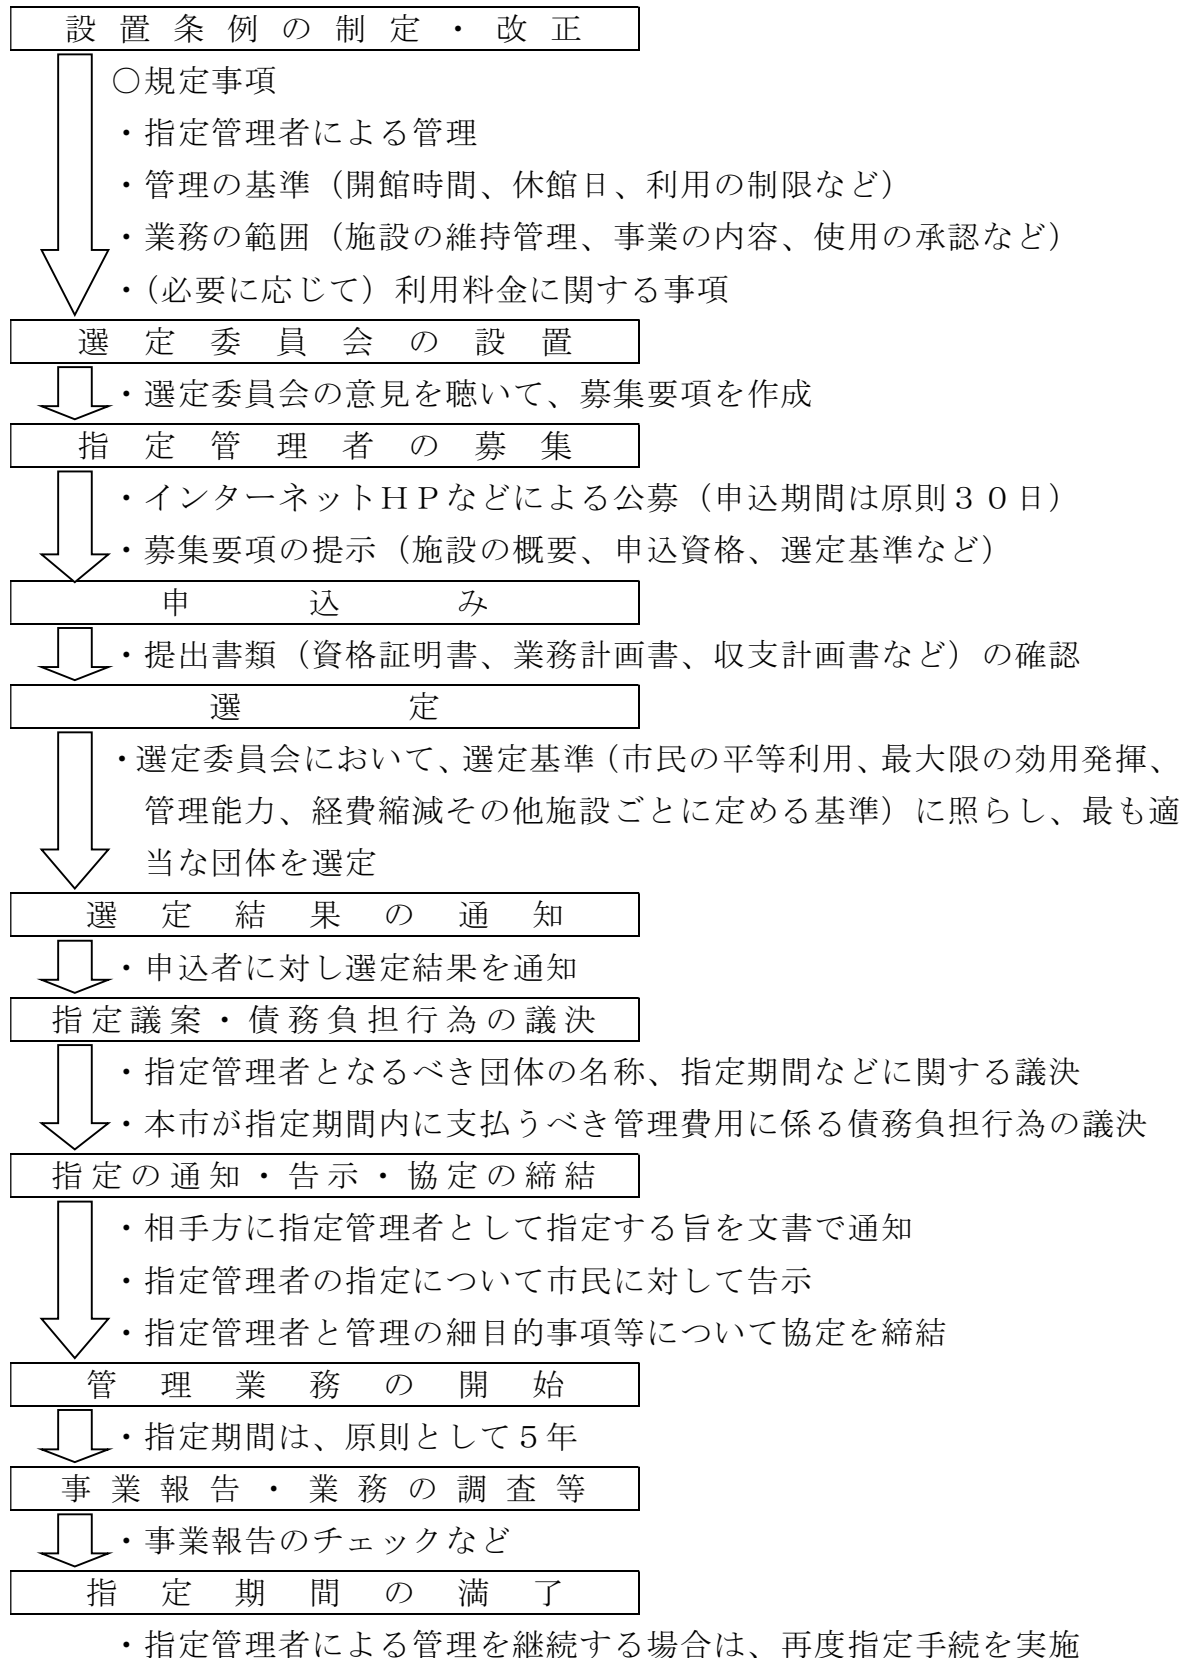 設置条例の制定・改正
○規定事項
・指定管理者による管理
・管理の基準（開館時間、休館日、利用の制限など）
・業務の範囲（施設の維持管理、事業の内容、使用の承認など）
・（必要に応じて）利用料金に関する事項
選定委員会の設置
・選定委員会の意見を聴いて、募集要項を作成
指定管理者の募集
・インターネットＨＰなどによる公募（申込期間は原則３０日）
・募集要項の提示（施設の概要、申込資格、選定基準など）
申込み
・提出書類（資格証明書、業務計画書、収支計画書など）の確認
選定
・選定委員会において、選定基準（市民の平等利用、最大限の効用発揮、
管理能力、経費縮減その他施設ごとに定める基準）に照らし、最も適
当な団体を選定
選定結果の通知
・申込者に対し選定結果を通知
指定議案・債務負担行為の議決
・指定管理者となるべき団体の名称、指定期間などに関する議決
・本市が指定期間内に支払うべき管理費用に係る債務負担行為の議決
指定の通知・告示・協定の締結
・相手方に指定管理者として指定する旨を文書で通知
・指定管理者の指定について市民に対して告示
・指定管理者と管理の細目的事項等について協定を締結
管理業務の開始
・指定期間は、原則として５年
事業報告・業務の調査等
・事業報告のチェックなど
指定期間の満了
・指定管理者による管理を継続する場合は、再度指定手続を実施